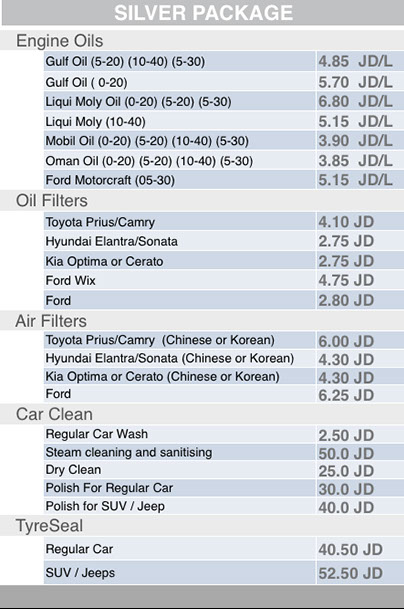 SILVER PACKAGE
Engine Oils
Gulf Oil (5-20) (10-40) (5-30) 4.85 JD/L
Gulf Oil ( 0-20) 5.70 JD/L
Liqui Moly Oil (0-20) (5-20) (5-30) 6.80 JD/L
Liqui Moly (10-40) 5.15 JD/L
Mobil Oil (0-20) (5-20) (10-40) (5-30) 3.90 JD/L
Oman Oil (0-20) (5-20) (10-40) (5-30) 3.85 JD/L
Ford Motorcraft (05-30) 5.15 JD/L
Oil Filters
Toyota Prius/Camry 4.10 JD
Hyundai Elantra/Sonata 2.75 JD
Kia Optima or Cerato 2.75 JD
Ford Wix 4.75 JD
Ford 2.80 JD
Air Filters
Toyota Prius/Camry (Chinese or Korean) 6.00 JD
Hyundai Elantra/Sonata (Chinese or Korean) 4.30 JD
Kia Optima or Cerato (Chinese or Korean) 4.30 JD
Ford 6.25 JD
Car Clean
Regular Car Wash 2.50 JD
Steam cleaning and sanitising 50.0 JD
Dry Clean 25.0 JD
Polish For Regular Car 30.0 JD
Polish for SUV / Jeep 40.0 JD
TyreSeal
Regular Car 40.50 JD
SUV / Jeeps 52.50 JD